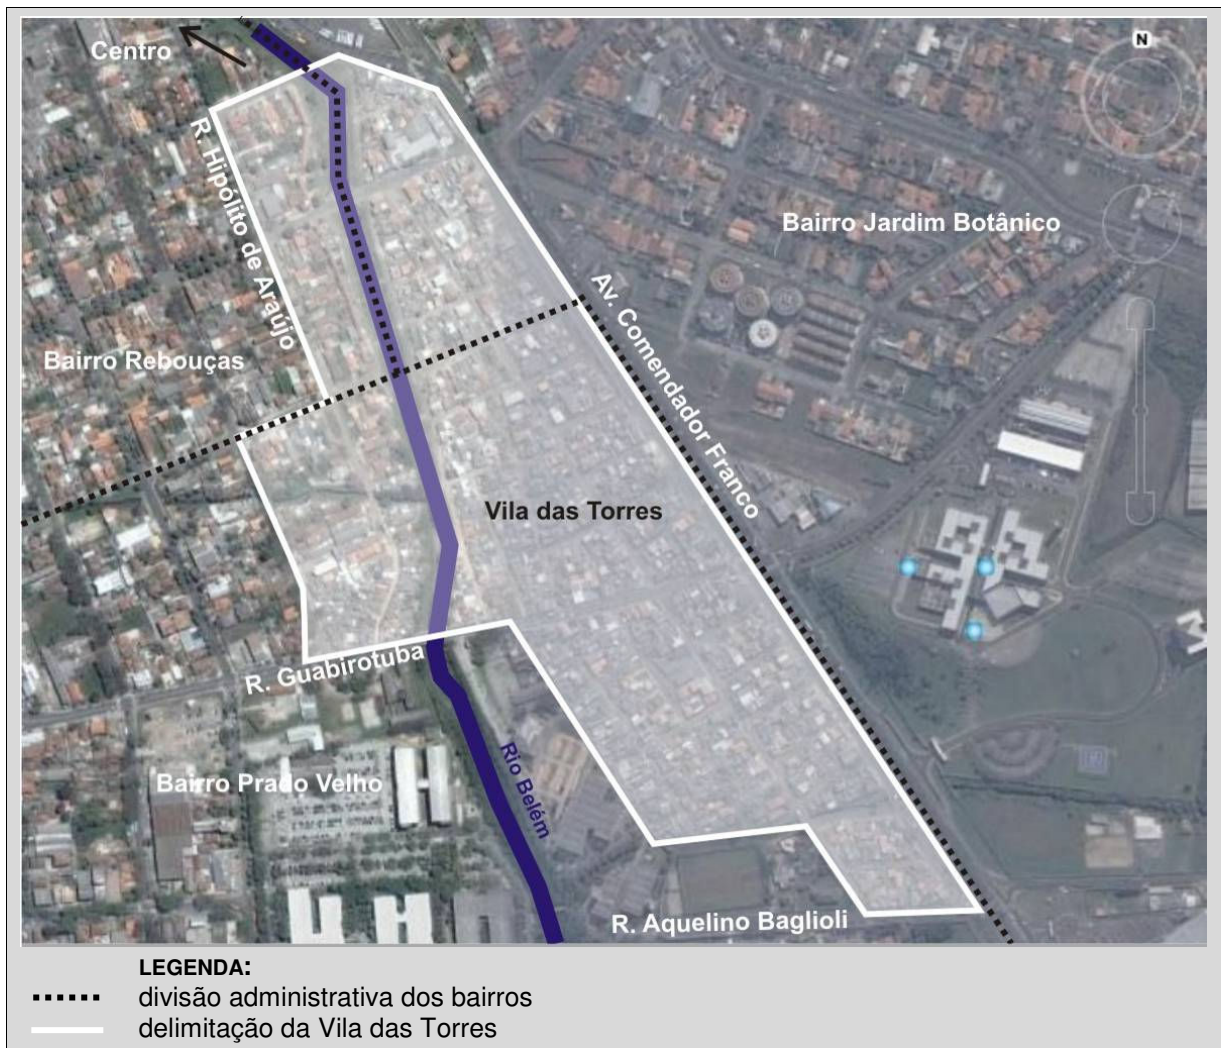 Centro
N
R. Hipólito de Araújo
Bairro Jardim Botânico
Av. Comendador Franco
Bairro Rebouças
Vila das Torres
R. Guabirotuba
Bairro Prado Velho
Rio Belém
R. Aquelino Baglioli
LEGENDA:
divisão administrativa dos bairros
delimitação da Vila das Torres